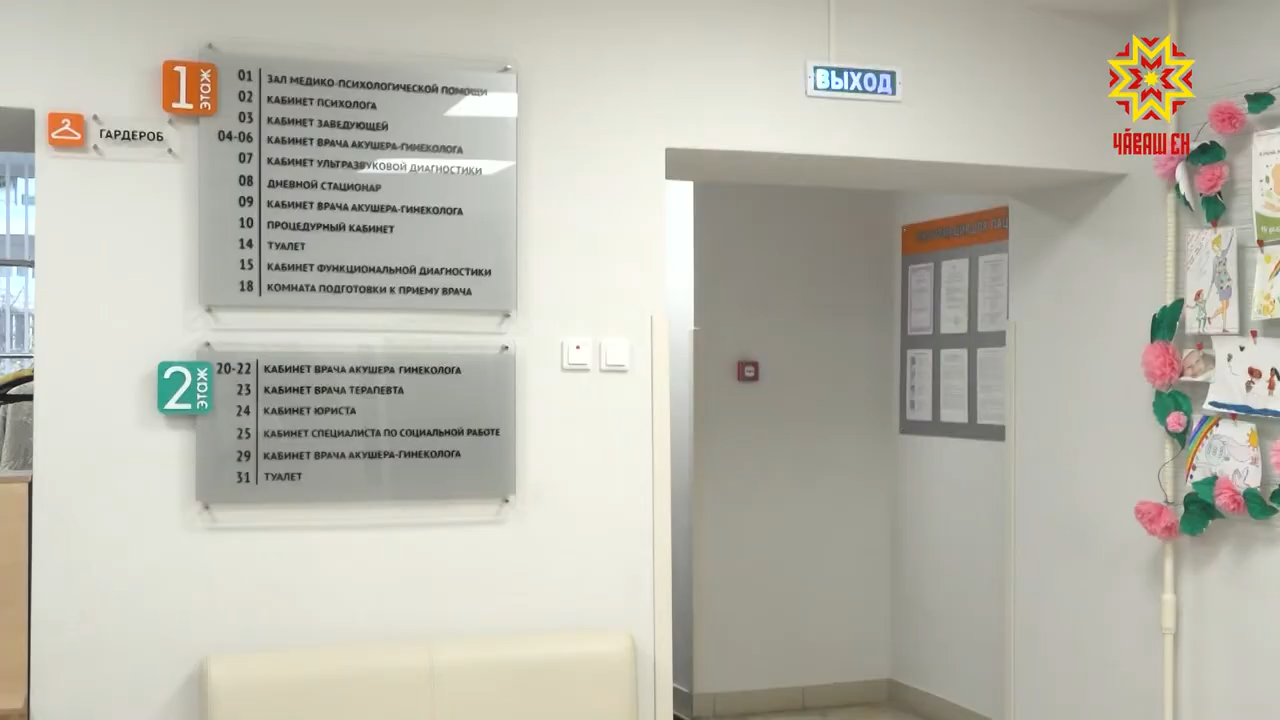 1 ЭТАЖ
01 ЗАЛ МЕДИКО-ПСИХОЛОГИЧЕСКОЙ ПОМОЩИ
02 КАБИНЕТ ПСИХОЛОГА
03 КАБИНЕТ ЗАВЕДУЮЩЕЙ
04-06 КАБИНЕТ ВРАЧА АКУШЕРА-ГИНЕКОЛОГА
07 КАБИНЕТ УЛЬТРАЗВУКОВОЙ ДИАГНОСТИКИ
08 ДНЕВНОЙ СТАЦИОНАР
09 КАБИНЕТ ВРАЧА АКУШЕРА-ГИНЕКОЛОГА
10 ПРОЦЕДУРНЫЙ КАБИНЕТ
14 ТУАЛЕТ
15 КАБИНЕТ ФУНКЦИОНАЛЬНОЙ ДИАГНОСТИКИ
18 КОМНАТА ПОДГОТОВКИ К ПРИЕМУ ВРАЧА
ГАРДЕРОБ
2 ЭТАЖ
20-22 КАБИНЕТ ВРАЧА АКУШЕРА ГИНЕКОЛОГА
23 КАБИНЕТ ВРАЧА ТЕРАПЕВТА
24 КАБИНЕТ ЮРИСТА
25 КАБИНЕТ СПЕЦИАЛИСТА ПО СОЦИАЛЬНОЙ РАБОТЕ
29 КАБИНЕТ ВРАЧА АКУШЕРА-ГИНЕКОЛОГА
31 ТУАЛЕТ
ВЫХОД
ЧĂВАШ ЕН